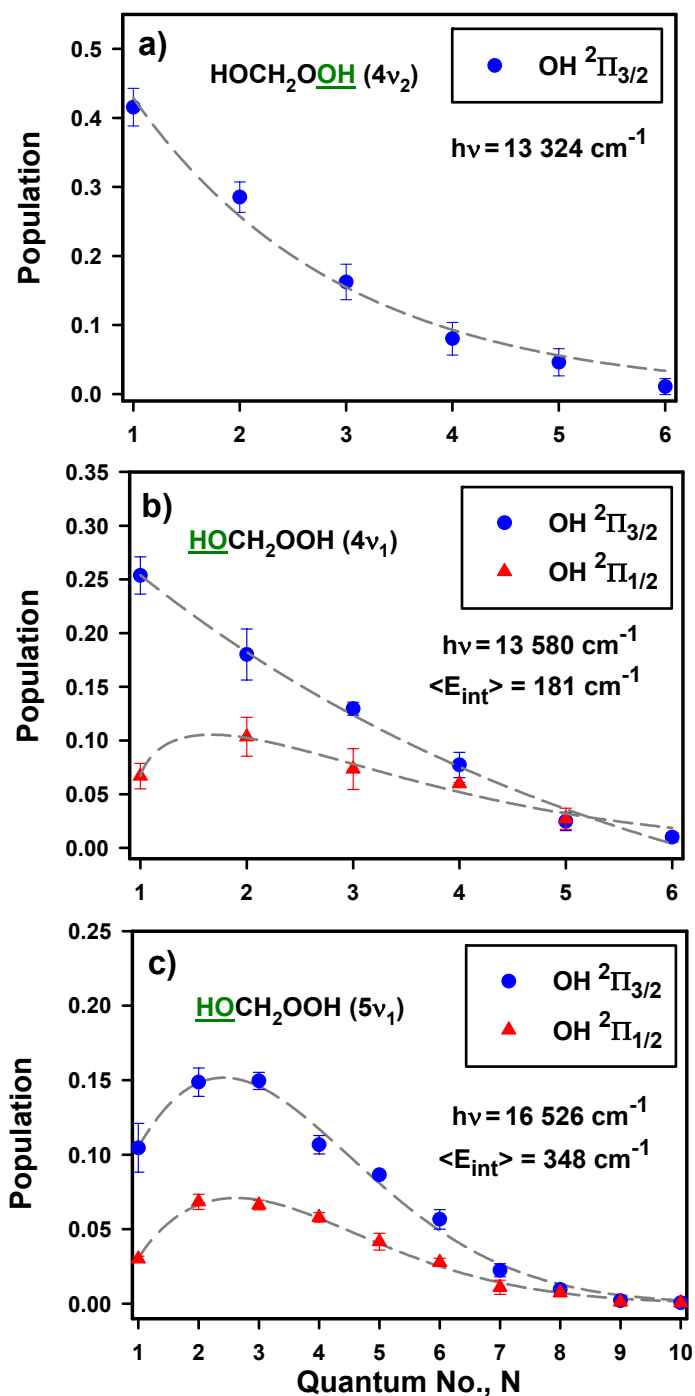 a)
HOCH₂OOH (4ν₂)
OH ²Π₃/₂
hν = 13 324 cm⁻¹
Population
0.5
0.4
0.3
0.2
0.1
0.0
1 2 3 4 5 6
b)
HOCH₂OOH (4ν₁)
OH ²Π₃/₂
OH ²Π₁/₂
hν = 13 580 cm⁻¹
<E_int> = 181 cm⁻¹
Population
0.35
0.30
0.25
0.20
0.15
0.10
0.05
0.00
1 2 3 4 5 6
c)
HOCH₂OOH (5ν₁)
OH ²Π₃/₂
OH ²Π₁/₂
hν = 16 526 cm⁻¹
<E_int> = 348 cm⁻¹
Population
0.25
0.20
0.15
0.10
0.05
0.00
1 2 3 4 5 6 7 8 9 10
Quantum No., N